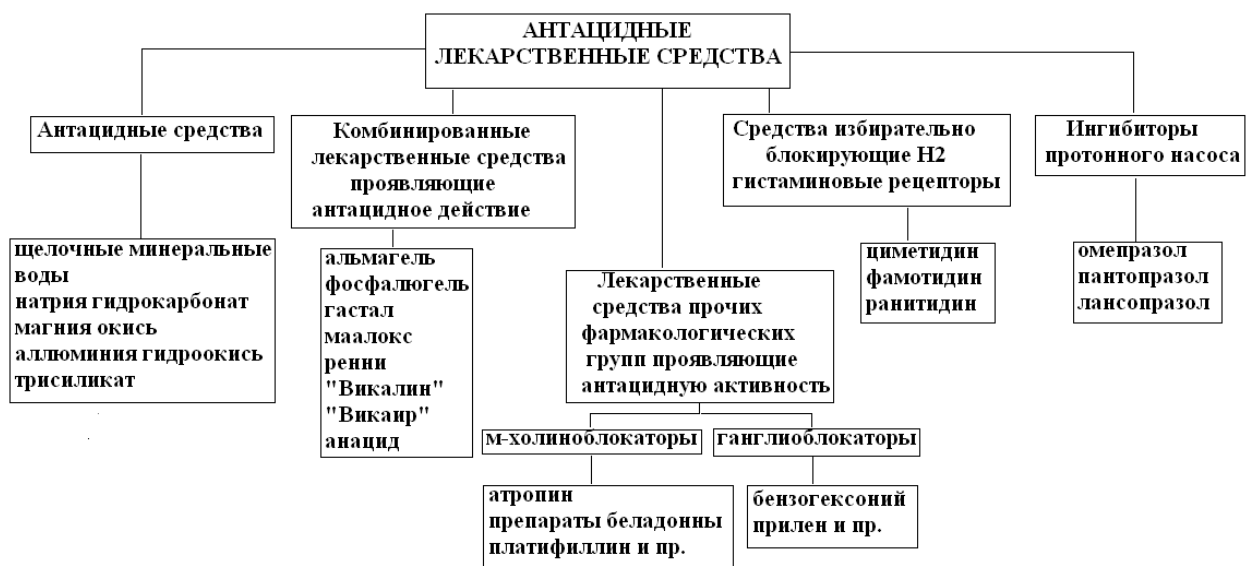 АНТАЦИДНЫЕ
ЛЕКАРСТВЕННЫЕ СРЕДСТВА
Антацидные средства
щелочные минеральные
воды
натрия гидрокарбонат
магния окись
аллюминия гидроокись
трисиликат
Комбинированные
лекарственные средства
проявляющие
антацидное действие
альмагель
фосфалюгель
гастал
маалокс
ренни
"Викалин"
"Викаир"
анацид
Лекарственные
средства прочих
фармакологических
групп проявляющие
антацидную активность
м-холиноблокаторы
атропин
препараты беладонны
платифиллин и пр.
ганглиоблокаторы
бензогексоний
прилен и пр.
Средства избирательно
блокирующие H2
гистаминовые рецепторы
циметидин
фамотидин
ранитидин
Ингибиторы
протонного насоса
омепразол
пантопразол
лансопразол